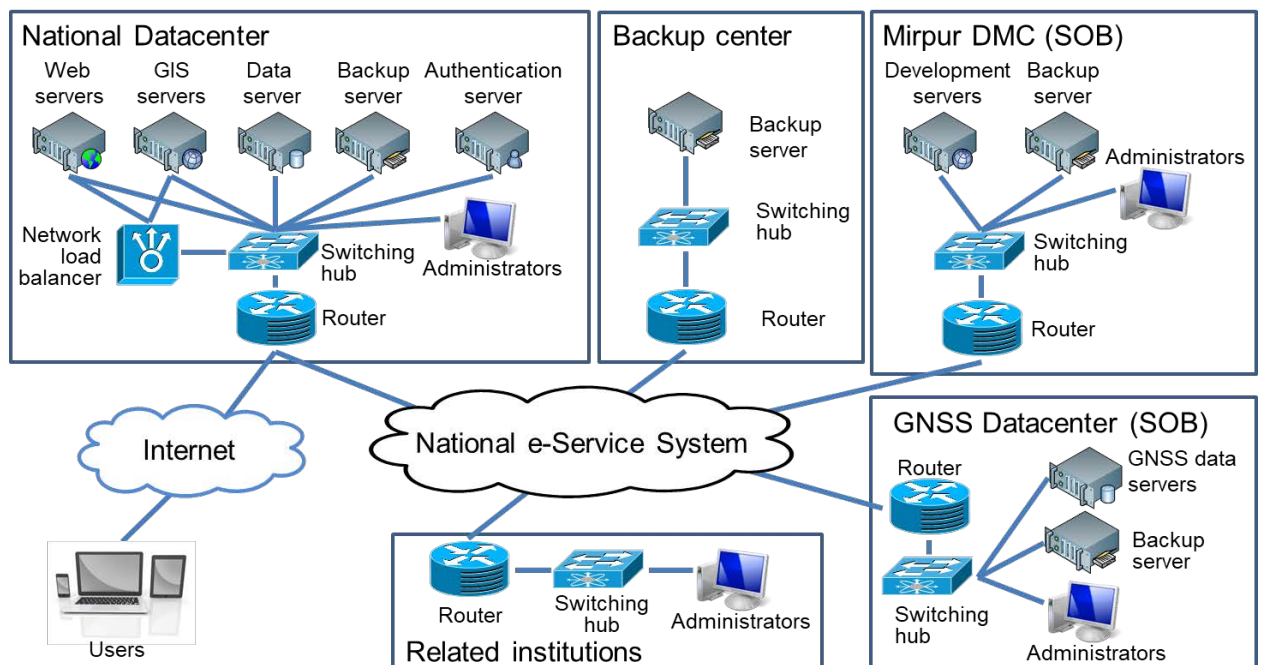 National Datacenter
Web
servers
GIS
servers
Data
server
Backup
server
Authentication
server
Network
load
balancer
Switching
hub
Administrators
Router
Backup center
Backup
server
Switching
hub
Router
Mirpur DMC (SOB)
Development
servers
Backup
server
Administrators
Switching
hub
Router
Internet
National e-Service System
Users
Router
Switching
hub
Administrators
Related institutions
GNSS Datacenter (SOB)
Router
GNSS data
servers
Backup
server
Switching
hub
Administrators